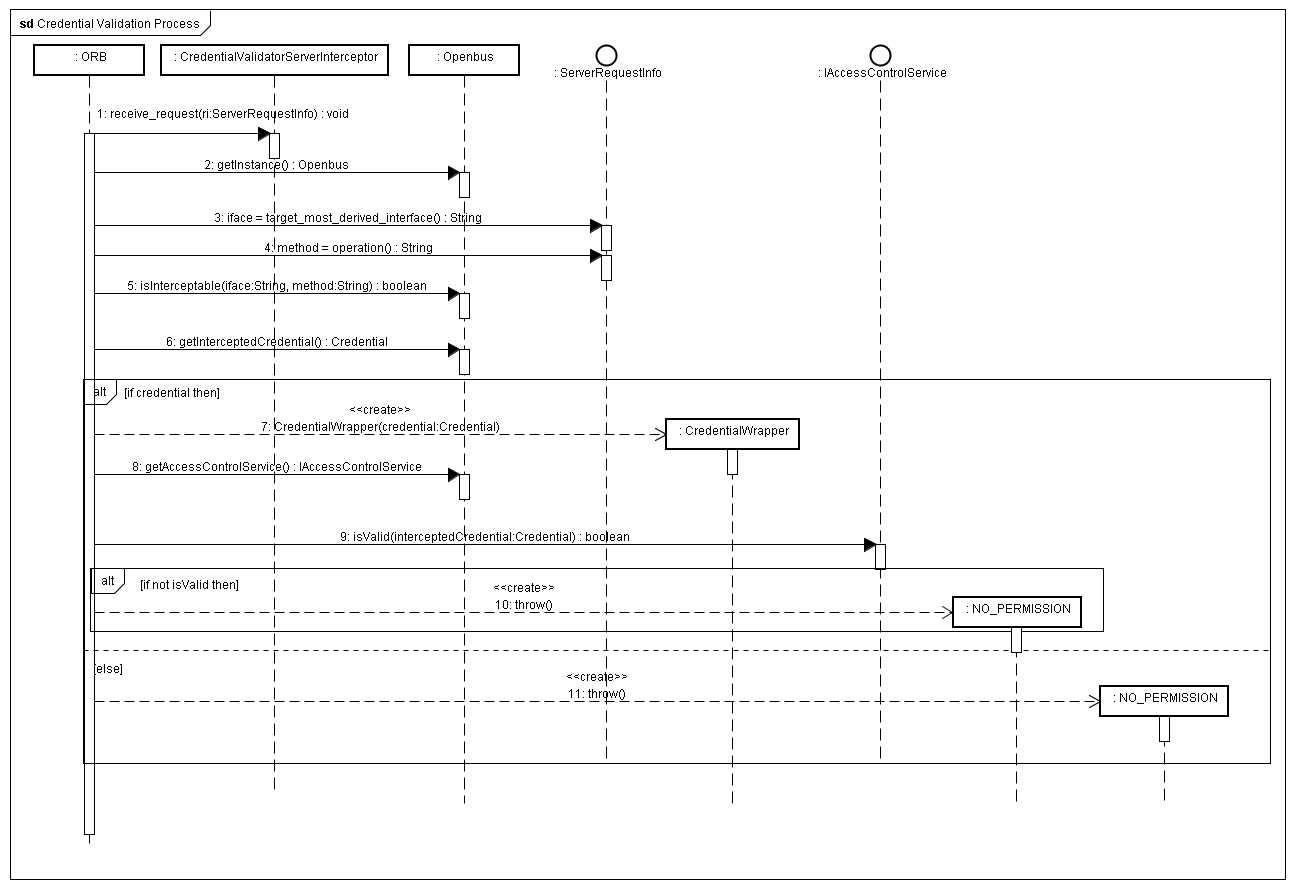 sd Credential Validation Process
: ORB
: CredentialValidatorServerInterceptor
: Openbus
: ServerRequestInfo
: IAccessControlService
1: receive_request(ri:ServerRequestInfo) : void
2: getInstance() : Openbus
3: iface = target_most_derived_interface() : String
4: method = operation() : String
5: isInterceptable(iface:String, method:String) : boolean
6: getInterceptedCredential() : Credential
alt
[if credential then]
<<create>>
7: CredentialWrapper(credential:Credential)
: CredentialWrapper
8: getAccessControlService() : IAccessControlService
9: isValid(interceptedCredential:Credential) : boolean
alt
[if not isValid then]
<<create>>
10: throw()
: NO_PERMISSION
[else]
<<create>>
11: throw()
: NO_PERMISSION